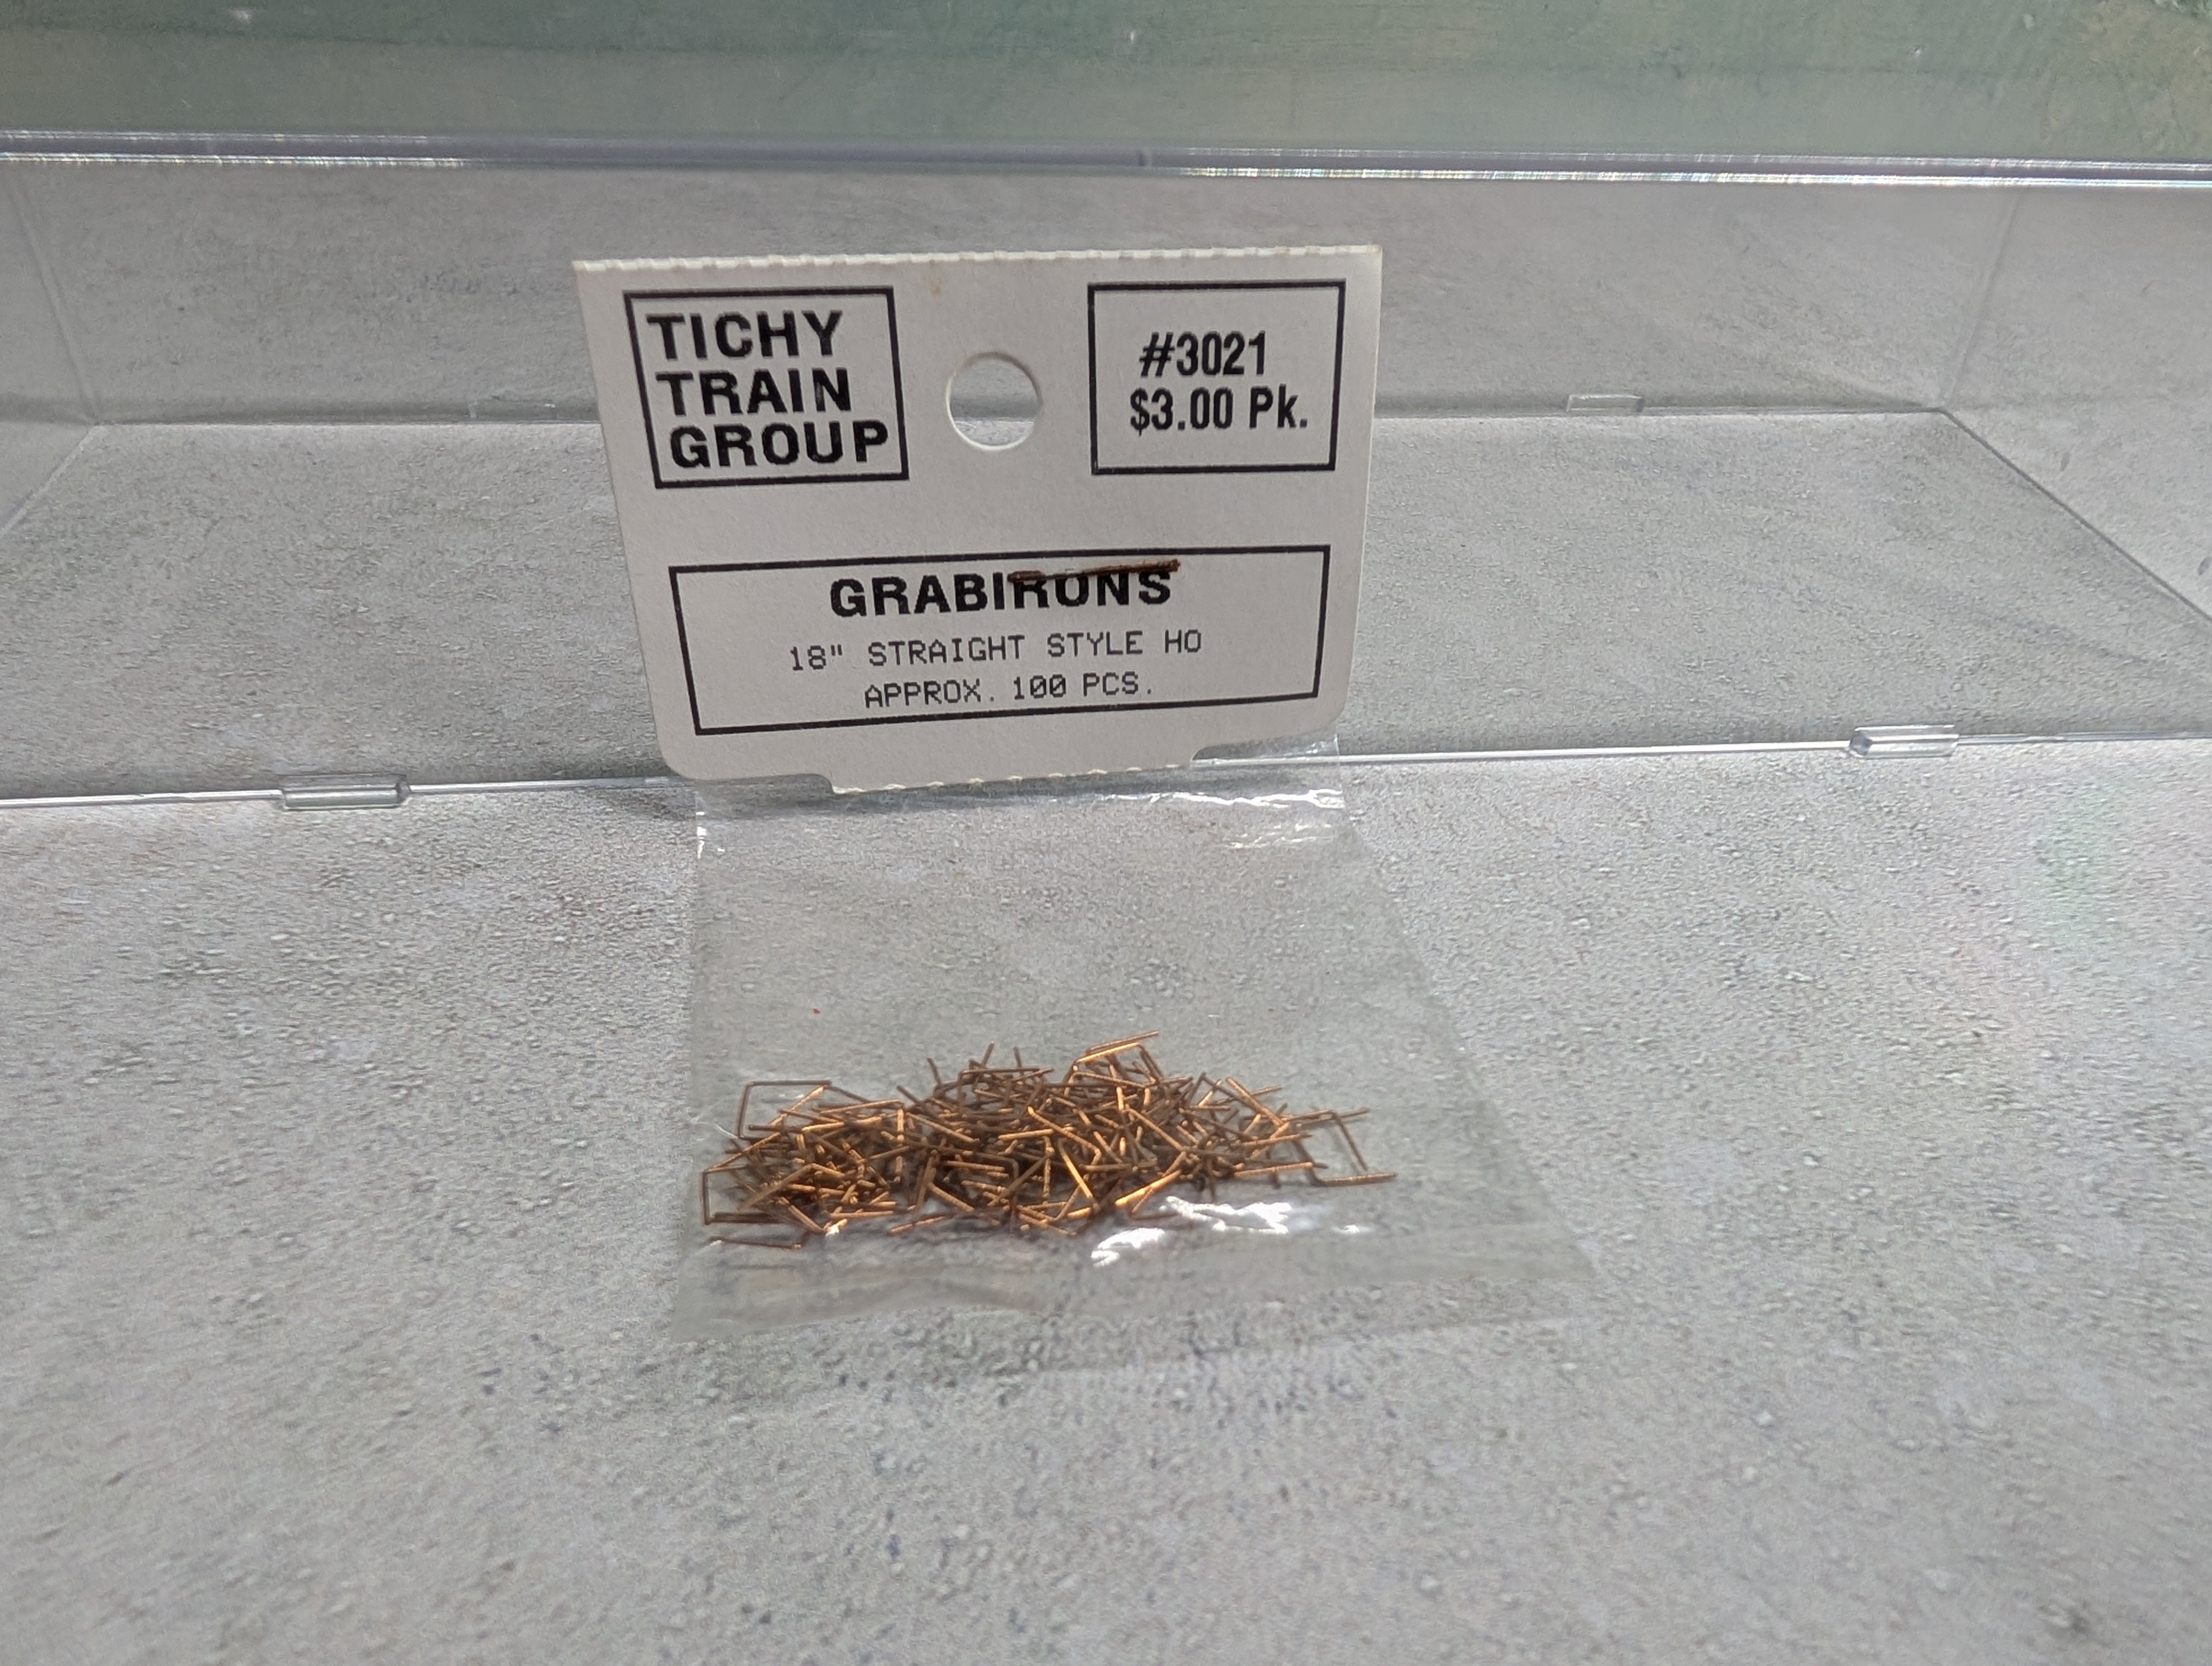 TICHY
TRAIN
GROUP
#3021
$3.00 Pk.
GRABIRONS
18" STRAIGHT STYLE HO
APPROX. 100 PCS.